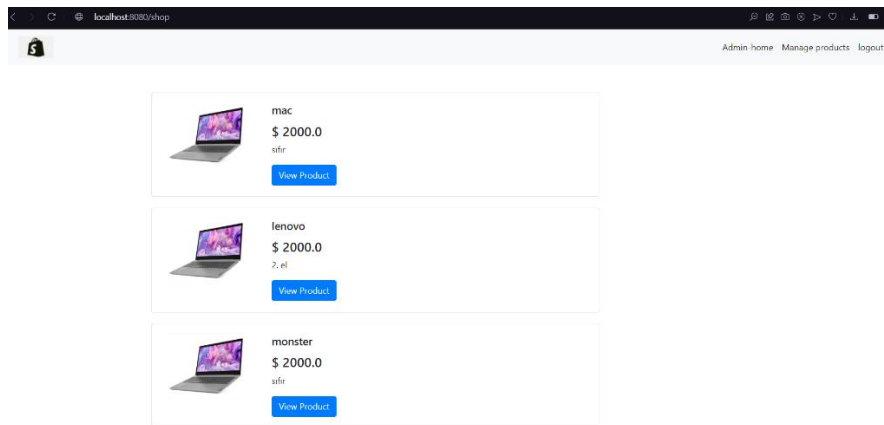 localhost:8080/shop
S
Admin-home Manage products logout
mac
$ 2000.0
sıfır
View Product
lenovo
$ 2000.0
2. el
View Product
monster
$ 2000.0
sıfır
View Product